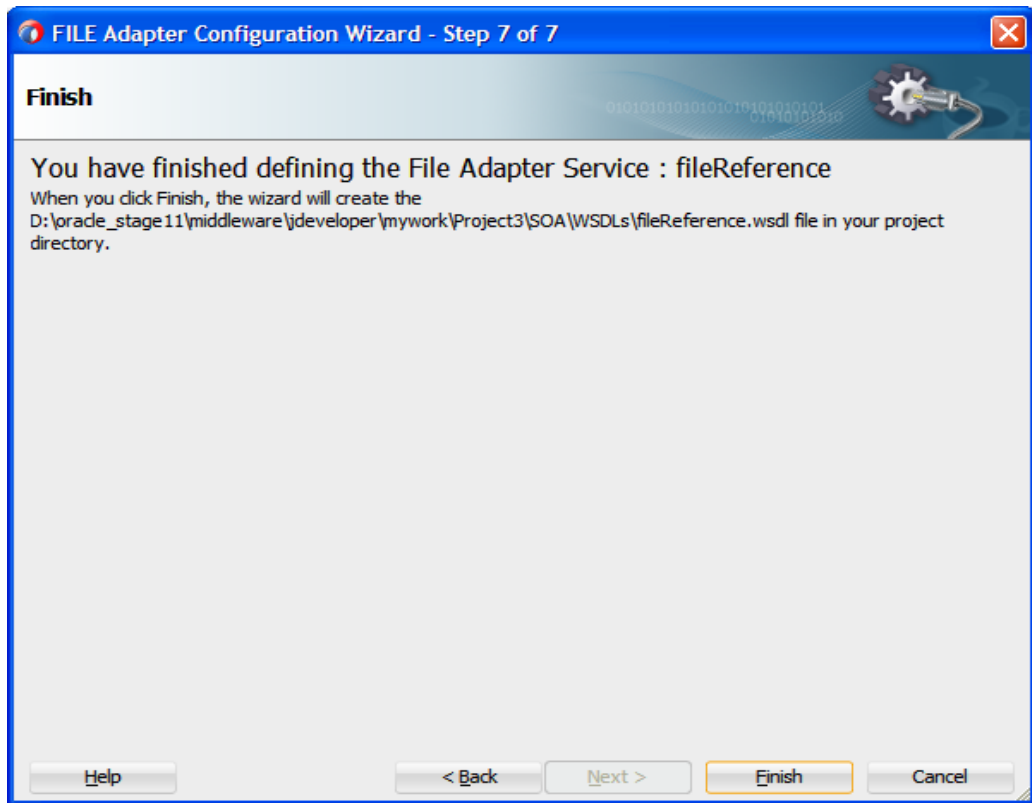 FILE Adapter Configuration Wizard - Step 7 of 7
Finish
0101010101010101010101010101
01010101010
You have finished defining the File Adapter Service : fileReference
When you click Finish, the wizard will create the
D:\oracle_stage11\middleware\jdeveloper\mywork\Project3\SOA\WSDLs\fileReference.wsdl file in your project
directory.
Help
< Back
Next >
Finish
Cancel